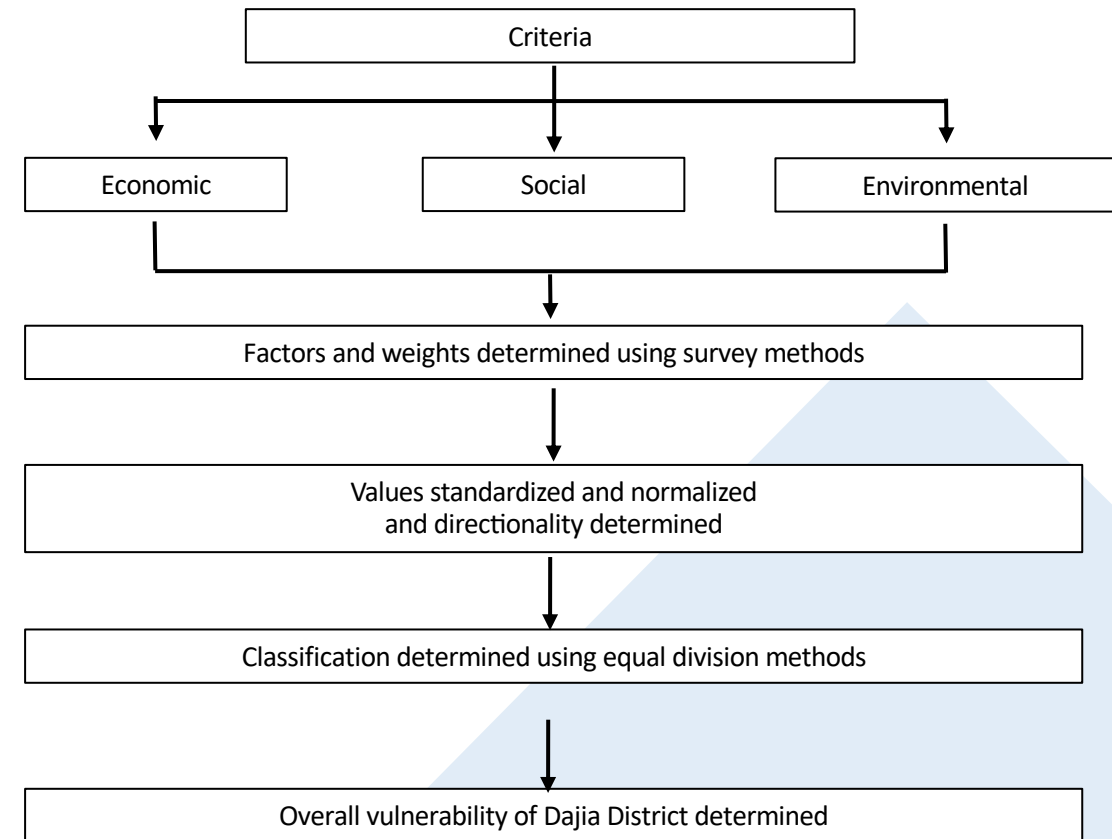 Criteria
Economic
Social
Environmental
Factors and weights determined using survey methods
Values standardized and normalized
and directionality determined
Classification determined using equal division methods
Overall vulnerability of Dajia District determined